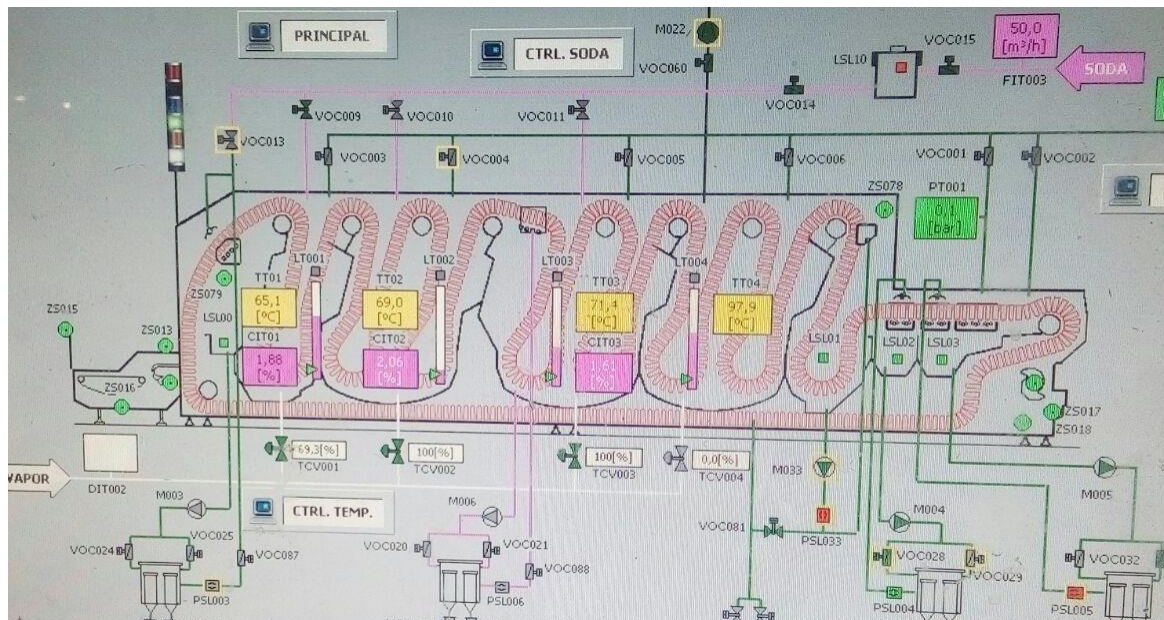 PRINCIPAL
CTRL. SODA
M022
VOC060
LSL10
VOC015
50,0
[m³/h]
FIT003
SODA
VOC014
VOC013
VOC009
VOC010
VOC011
VOC003
VOC004
VOC005
VOC006
VOC001
VOC002
ZS078
PT001
0,1
[bar]
ZS079
LSL00
TT01
65,1
[ºC]
CIT01
1,88
[%]
LT001
TT02
69,0
[ºC]
CIT02
2,06
[%]
LT002
LT003
TT03
71,4
[ºC]
CIT03
1,61
[%]
LT004
TT04
97,9
[ºC]
LSL01
LSL02
LSL03
ZS015
ZS013
ZS016
ZS017
ZS018
69,3[%]
TCV001
100[%]
TCV002
100[%]
TCV003
0,0[%]
TCV004
VAPOR
DIT002
CTRL. TEMP.
M003
VOC024
VOC025
VOC087
PSL003
M006
VOC020
VOC021
VOC088
PSL006
M033
VOC081
PSL033
M004
VOC028
VOC029
PSL004
M005
VOC032
PSL005